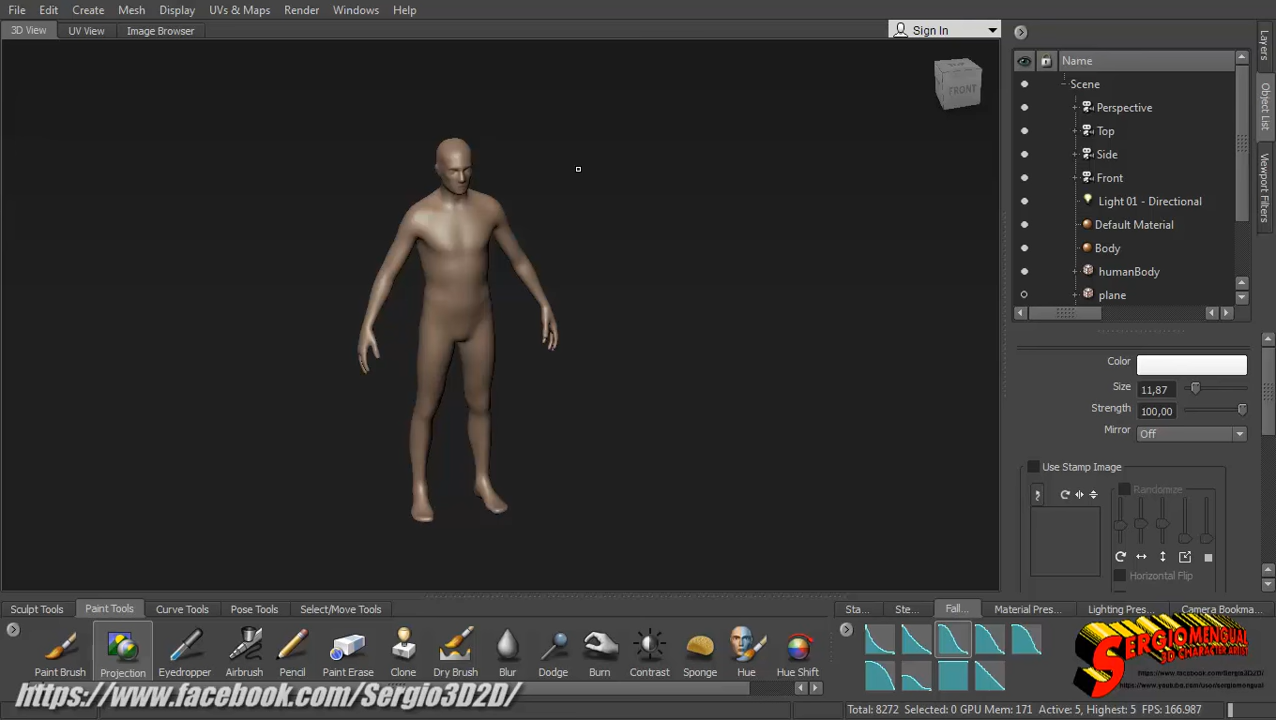 File Edit Create Mesh Display UVs & Maps Render Windows Help
3D View UV View Image Browser Sign In
FRONT
Name
Scene
Perspective
Top
Side
Front
Light 01 - Directional
Default Material
Body
humanBody
plane
Layers
Object List
Viewport Filters
Color
Size 11,87
Strength 100,00
Mirror Off
Use Stamp Image
Randomize
Horizontal Flip
Sculpt Tools Paint Tools Curve Tools Pose Tools Select/Move Tools Sta... Ste... Fall... Material Pres... Lighting Pres... Camera Bookma...
Paint Brush Projection Eyedropper Airbrush Pencil Paint Erase Clone Dry Brush Blur Dodge Burn Contrast Sponge Hue Hue Shift
SERGIOMENGUAL
3D CHARACTER ARTIST
https://www.facebook.com/Sergio3D2D/
Total: 8272 Selected: 0 GPU Mem: 171 Active: 5, Highest: 5 FPS: 166.987